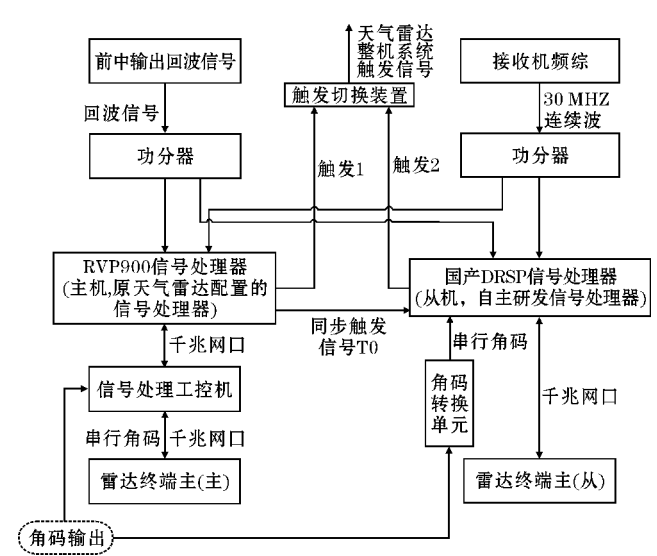 天气雷达
整机系统
触发信号
前中输出回波信号
接收机频综
触发切换装置
回波信号
30 MHZ
连续波
功分器
功分器
触发1
触发2
RVP900信号处理器
(主机,原天气雷达配置的
信号处理器)
国产DRSP信号处理器
(从机，自主研发信号处理器)
同步触发
信号T0
千兆网口
串行角码
信号处理工控机
角码
转换
单元
千兆网口
串行角码
千兆网口
雷达终端主(主)
雷达终端主(从)
角码输出